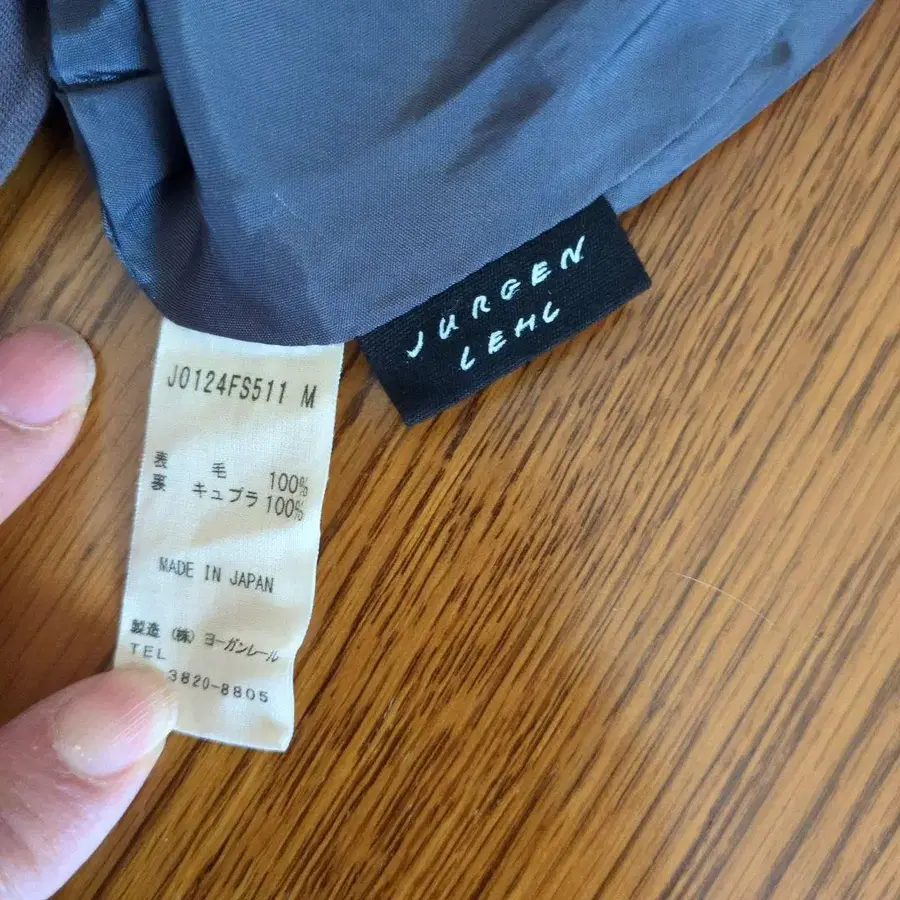 JURGEN
LEHL
J0124FS511 M
表 毛 100%
裏 キュプラ 100%
MADE IN JAPAN
製造 (株) ヨーガンレール
TEL
3820-8805